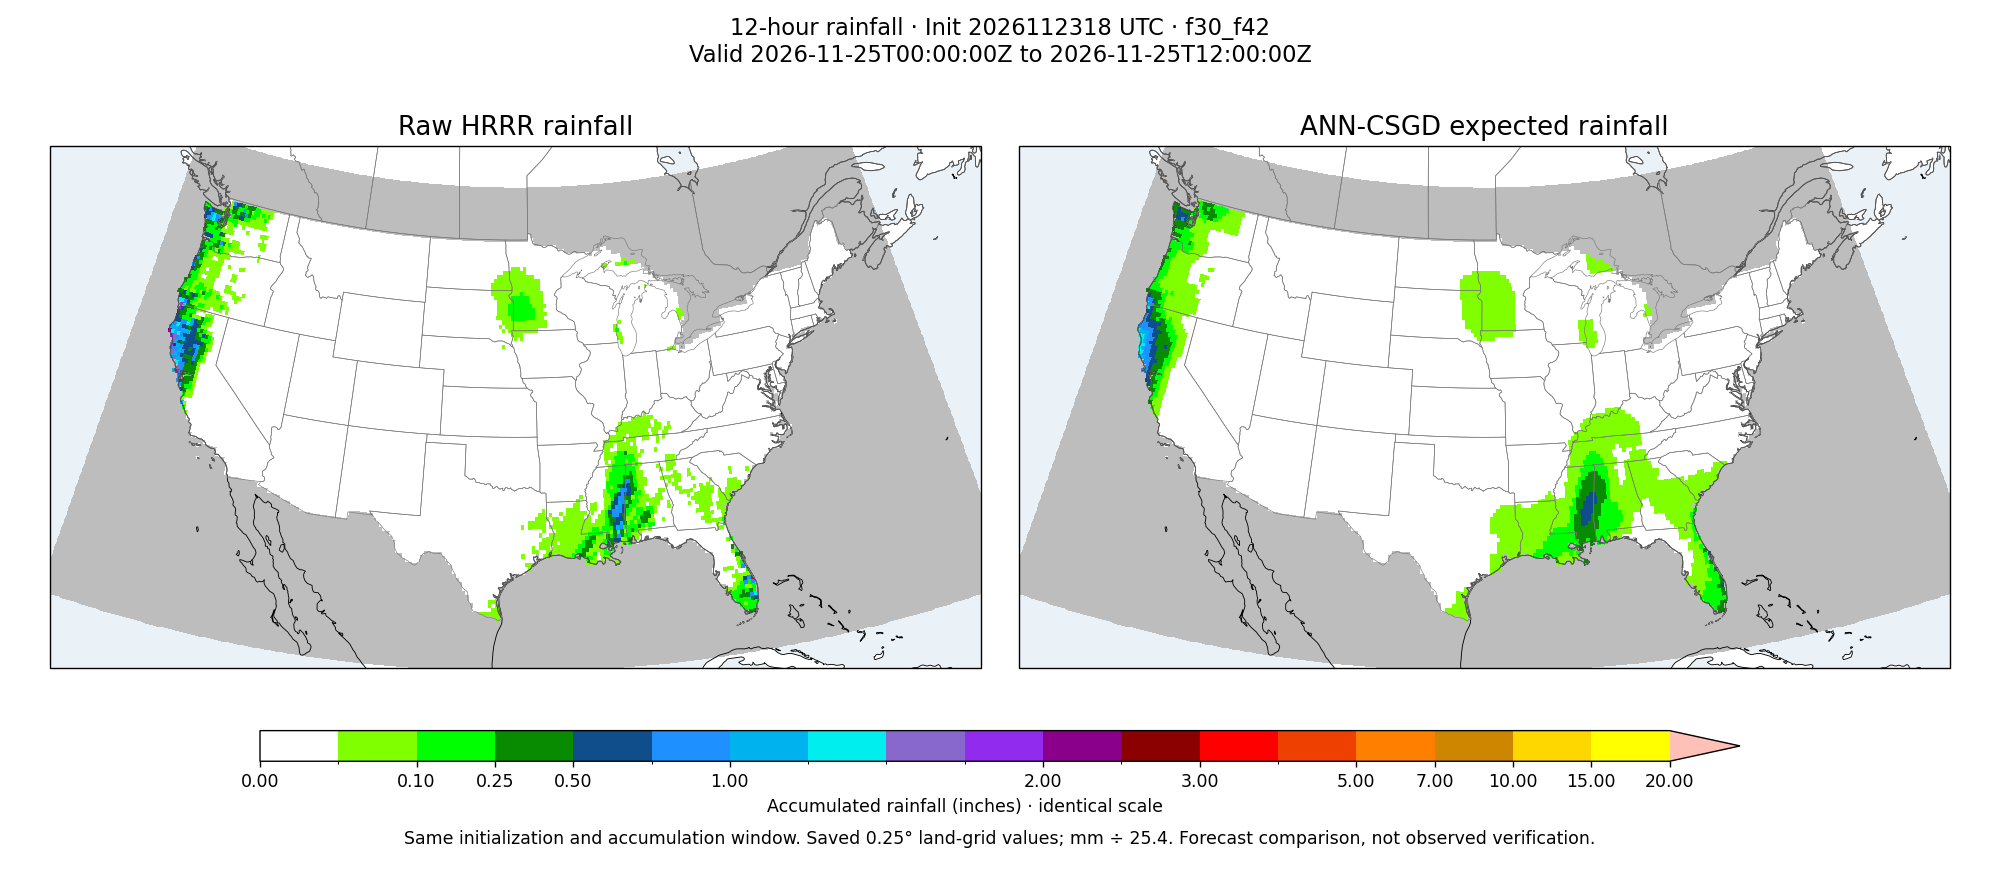 12-hour rainfall · Init 2026112318 UTC · f30_f42
Valid 2026-11-25T00:00:00Z to 2026-11-25T12:00:00Z
Raw HRRR rainfall
ANN-CSGD expected rainfall
0.00 0.10 0.25 0.50 1.00 2.00 3.00 5.00 7.00 10.00 15.00 20.00
Accumulated rainfall (inches) · identical scale
Same initialization and accumulation window. Saved 0.25° land-grid values; mm ÷ 25.4. Forecast comparison, not observed verification.